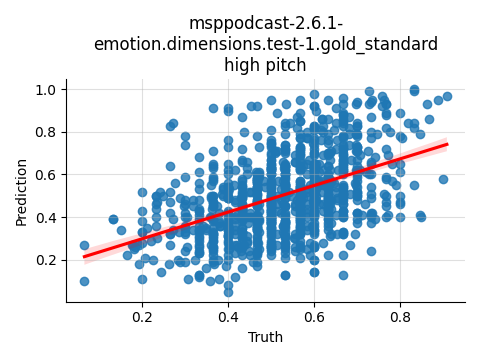 msppodcast-2.6.1-
emotion.dimensions.test-1.gold_standard
high pitch
1.0
0.8
0.6
0.4
0.2
Prediction
0.2 0.4 0.6 0.8
Truth